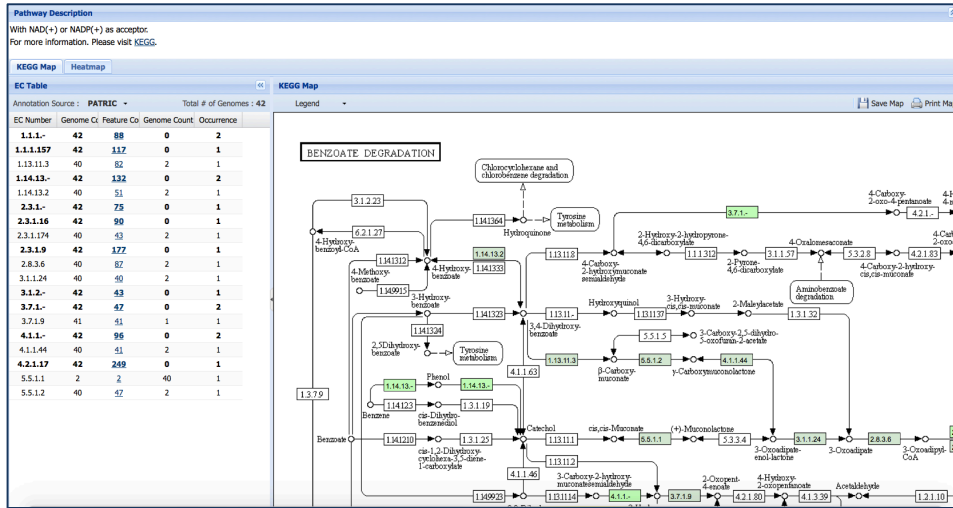 Pathway Description
With NAD(+) or NADP(+) as acceptor.
For more information. Please visit KEGG.
KEGG Map Heatmap
EC Table
Annotation Source : PATRIC Total # of Genomes : 42
EC Number Genome Co Feature Co Genome Count Occurrence
1.1.1.- 42 88 0 2
1.1.1.157 42 117 0 1
1.13.11.3 40 82 2 1
1.14.13.- 42 132 0 2
1.14.13.2 40 51 2 1
2.3.1.- 42 75 0 1
2.3.1.16 42 90 0 1
2.3.1.174 40 43 2 1
2.3.1.9 42 177 0 1
2.8.3.6 40 87 2 1
3.1.1.24 40 40 2 1
3.1.2.- 42 43 0 1
3.7.1.- 42 47 0 2
3.7.1.9 41 41 1 1
4.1.1.- 42 96 0 2
4.1.1.44 40 41 2 1
4.2.1.17 42 249 0 1
5.5.1.1 2 2 40 1
5.5.1.2 40 47 2 1
KEGG Map
Legend Save Map Print Ma
BENZOATE DEGRADATION
Chlorocyclohexane and
chlorobenzene degradation
3.1.2.23
6.2.1.27
4-Hydroxy-
benzoyl-CoA
1.14.13.64
Hydroquinone
Tyrosine
metabolism
3.7.1.-
4-Carboxy-
2-oxo-4-pentanoate
4.2.1.-
1.14.13.12
4-Methoxy-
benzoate
1.14.99.15
4-Hydroxy-
benzoate
1.14.13.2
1.14.13.33
1.13.11.8
4-Carboxy-
2-hydroxymuconate
semialdehyde
2-Hydroxy-2-hydropyrone-
4,6-dicarboxylate
1.1.1.312
2-Pyrone-
4,6-dicarboxylate
3.1.1.57
4-Oxalomesaconate
5.3.2.8
4-Carboxy-2-hydroxy-
cis,cis-muconate
4.2.1.83
Aminobenzoate
degradation
3-Hydroxy-
benzoate
1.14.13.23
1.14.13.24
2,5Dihydroxy-
benzoate
Tyrosine
metabolism
3,4-Dihydroxy-
benzoate
1.13.11.-
Hydroxyquinol
1.13.11.37
3-Hydroxy-
cis,cis-muconate
2-Maleylacetate
1.3.1.32
5.5.1.5
3-Carboxy-2,5-dihydro-
5-oxofuran-2-acetate
1.13.11.3
β-Carboxy-
muconate
5.5.1.2
γ-Carboxymuconolactone
4.1.1.44
4.1.1.63
1.3.7.9
Phenol
1.14.13.-
1.14.13.-
Benzene
1.14.12.3
cis-Dihydro-
benzenediol
1.3.1.19
Benzoate
1.14.12.10
cis-1,2-Dihydroxy-
cyclohexa-3,5-diene-
1-carboxylate
1.3.1.25
Catechol
1.13.11.1
cis,cis-Muconate
5.5.1.1
(+)-Muconolactone
5.3.3.4
3-Oxoadipate-
enol-lactone
3.1.1.24
3-Oxoadipate
2.8.3.6
3-Oxoadipyl-
CoA
4.1.1.46
1.13.11.2
1.14.99.23
1.13.11.14
3-Carboxy-2-hydroxy-
muconatesemialdehyde
4.1.1.-
3.7.1.9
2-Oxopent-
4-enoate
4.2.1.80
4-Hydroxy-
2-oxopentanoate
4.1.3.39
Acetaldehyde
1.2.1.10